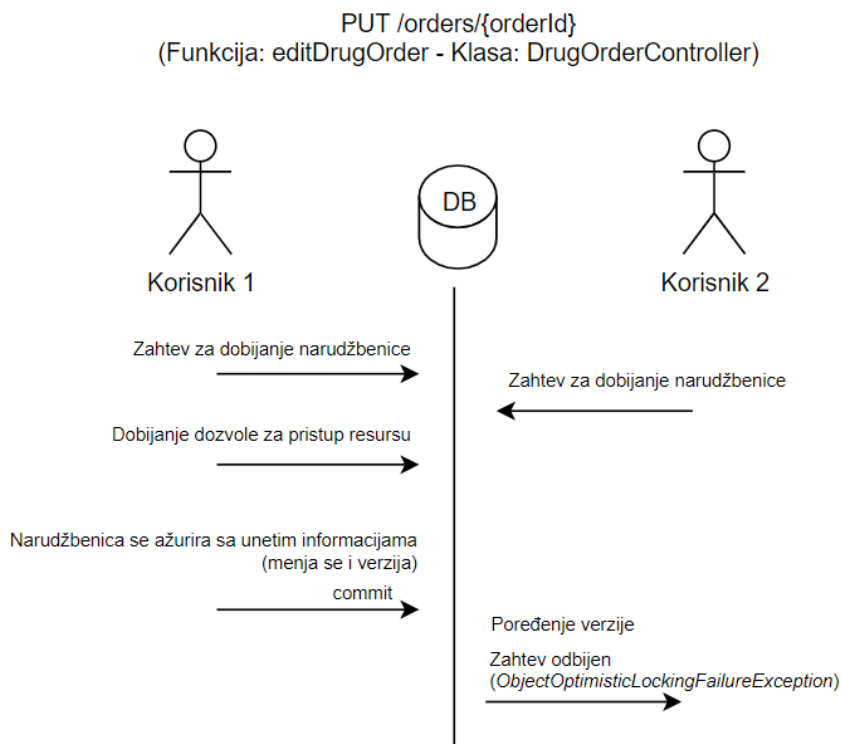 PUT /orders/{orderId}
(Funkcija: editDrugOrder - Klasa: DrugOrderController)
DB
Korisnik 1
Korisnik 2
Zahtev za dobijanje narudžbenice
Zahtev za dobijanje narudžbenice
Dobijanje dozvole za pristup resursu
Narudžbenica se ažurira sa unetim informacijama
(menja se i verzija)
commit
Poređenje verzije
Zahtev odbijen
(ObjectOptimisticLockingFailureException)